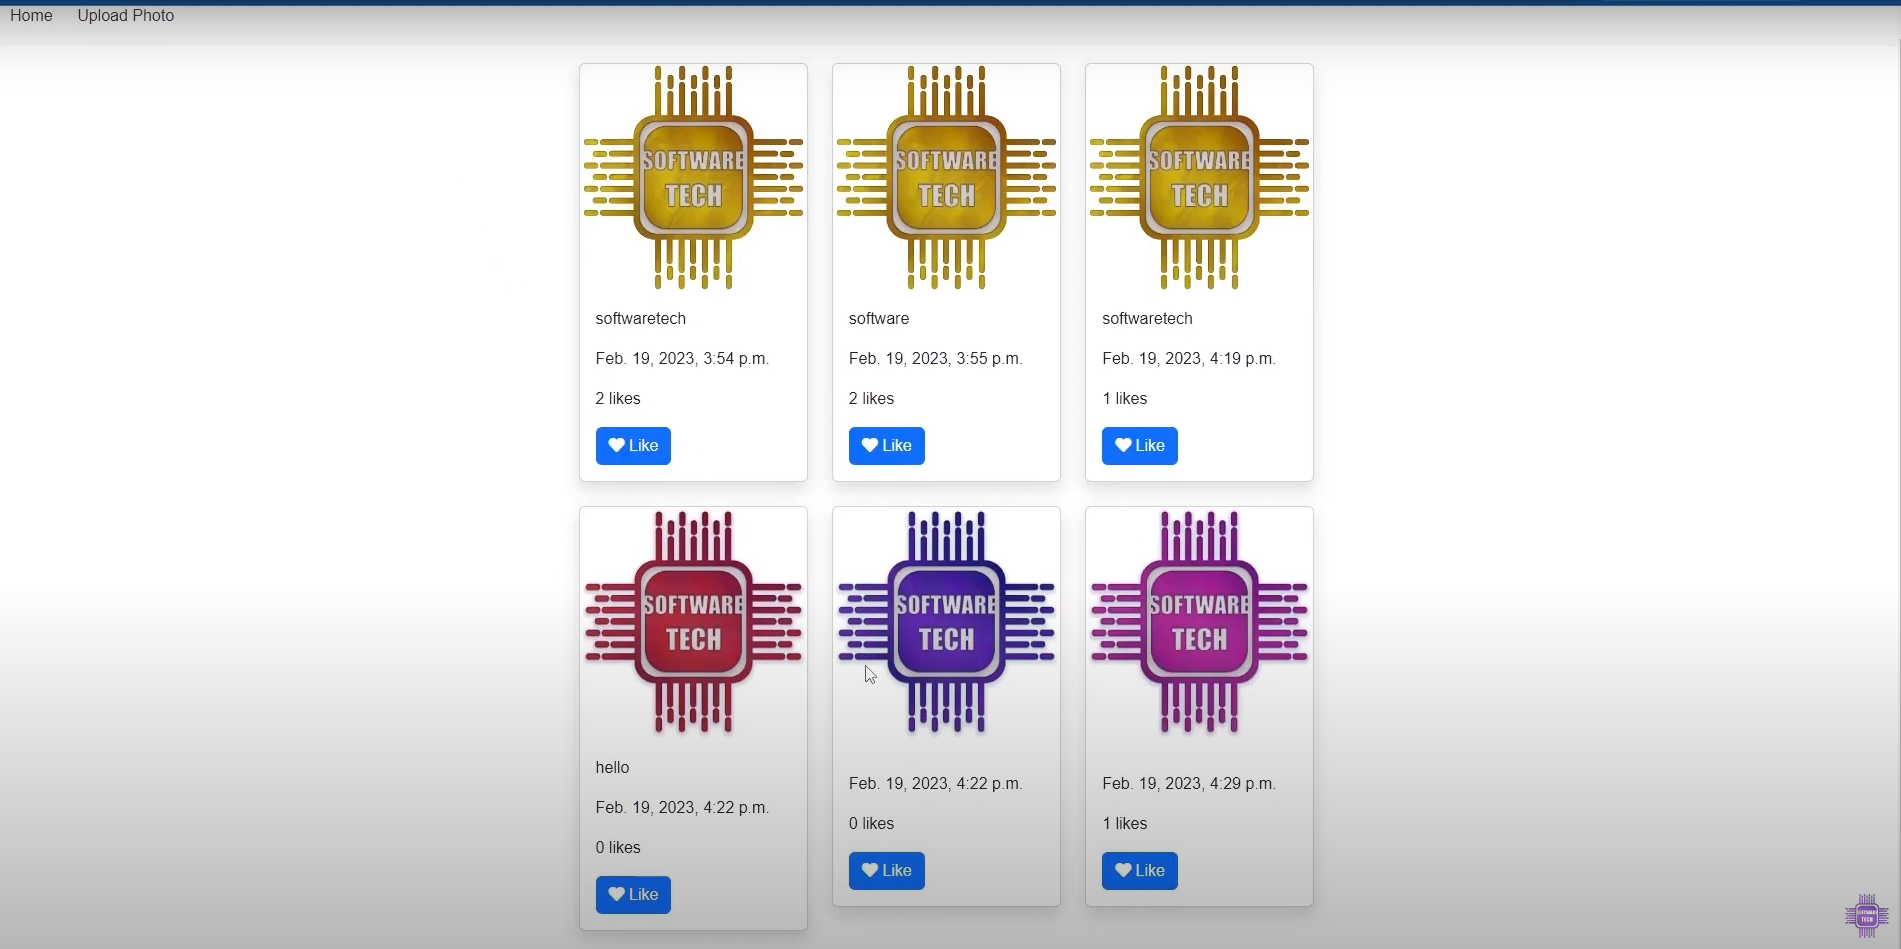 Home Upload Photo
SOFTWARE
TECH
SOFTWARE
TECH
SOFTWARE
TECH
softwaretech
Feb. 19, 2023, 3:54 p.m.
2 likes
Like
software
Feb. 19, 2023, 3:55 p.m.
2 likes
Like
softwaretech
Feb. 19, 2023, 4:19 p.m.
1 likes
Like
SOFTWARE
TECH
hello
Feb. 19, 2023, 4:22 p.m.
0 likes
Like
SOFTWARE
TECH
Feb. 19, 2023, 4:22 p.m.
0 likes
Like
SOFTWARE
TECH
Feb. 19, 2023, 4:29 p.m.
1 likes
Like
SOFTWARE
TECH